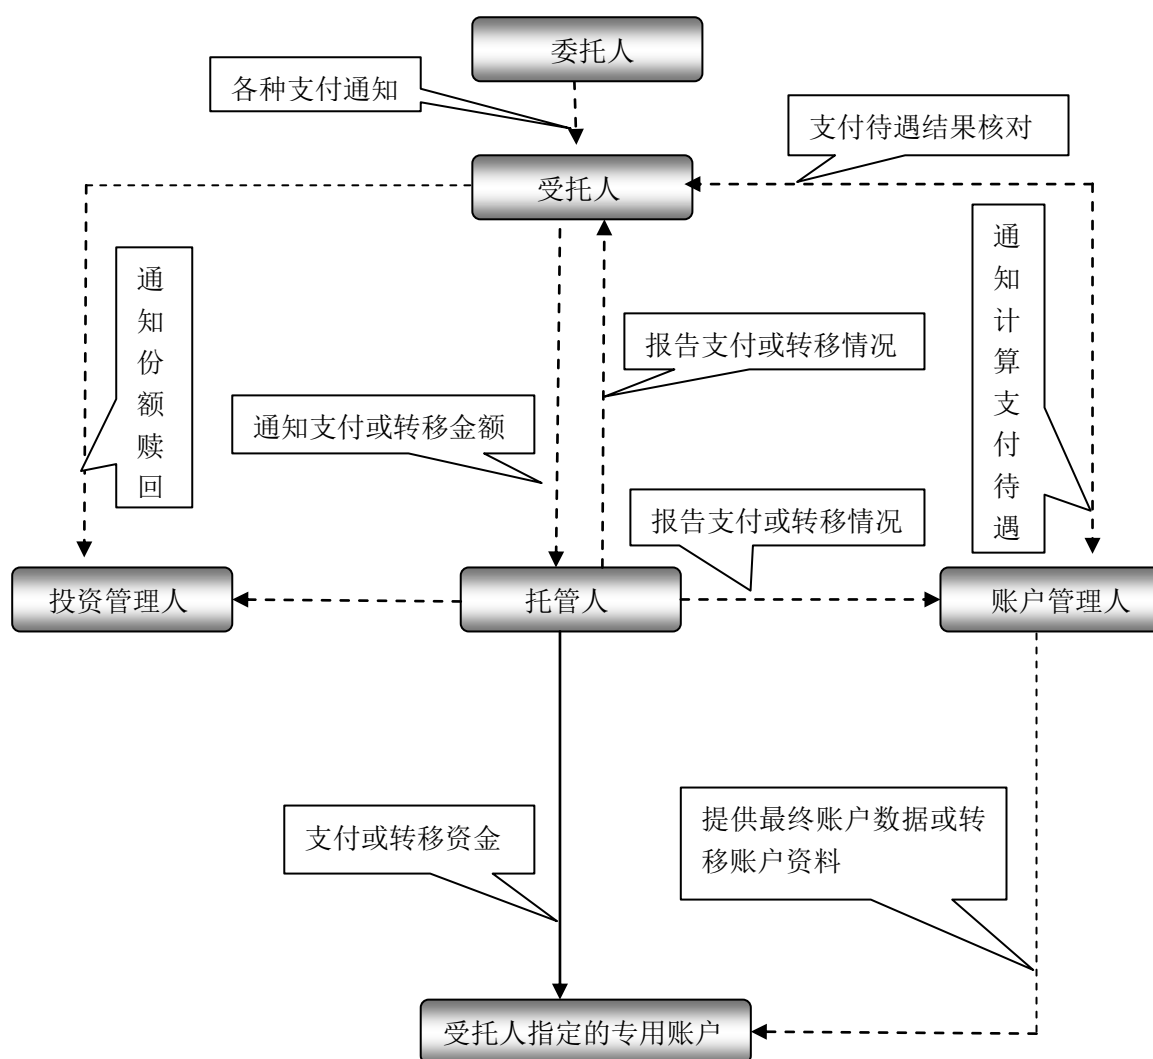 委托人
各种支付通知
支付待遇结果核对
受托人
通知份额赎回
通知计算支付待遇
报告支付或转移情况
通知支付或转移金额
报告支付或转移情况
投资管理人
托管人
账户管理人
支付或转移资金
提供最终账户数据或转
移账户资料
受托人指定的专用账户